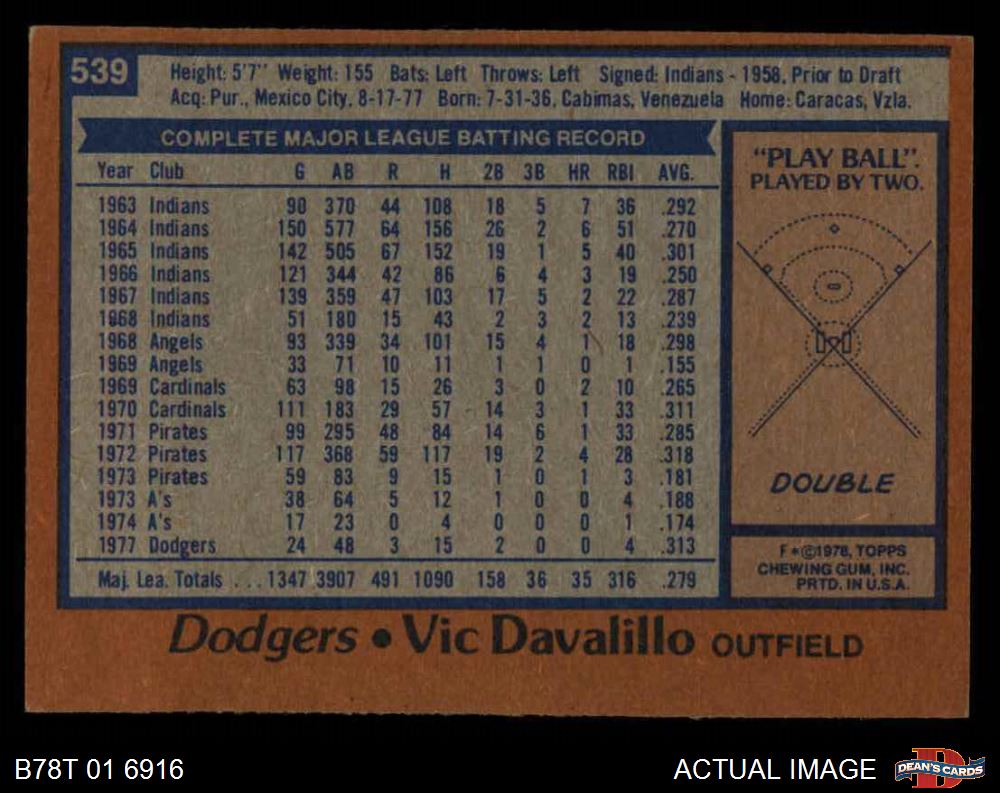 539
Height: 5'7" Weight: 155 Bats: Left Throws: Left Signed: Indians - 1958, Prior to Draft
Acq: Pur., Mexico City, 8-17-77 Born: 7-31-36, Cabimas, Venezuela Home: Caracas, Vzla.
COMPLETE MAJOR LEAGUE BATTING RECORD
Year Club G AB R H 2B 3B HR RBI AVG.
1963 Indians 90 370 44 108 18 5 7 36 .292
1964 Indians 150 577 64 156 26 2 6 51 .270
1965 Indians 142 505 67 152 19 1 5 40 .301
1966 Indians 121 344 42 86 6 4 3 19 .250
1967 Indians 139 359 47 103 17 5 2 22 .287
1968 Indians 51 180 15 43 2 3 2 13 .239
1968 Angels 93 339 34 101 15 4 1 18 .298
1969 Angels 33 71 10 11 1 1 0 1 .155
1969 Cardinals 63 98 15 26 3 0 2 10 .265
1970 Cardinals 111 183 29 57 14 3 1 33 .311
1971 Pirates 99 295 48 84 14 6 1 33 .285
1972 Pirates 117 368 59 117 19 2 4 28 .318
1973 Pirates 59 83 9 15 1 0 1 3 .181
1973 A's 38 64 5 12 1 0 0 4 .188
1974 A's 17 23 0 4 0 0 0 1 .174
1977 Dodgers 24 48 3 15 2 0 0 4 .313
Maj. Lea. Totals ... 1347 3907 491 1090 158 36 35 316 .279
"PLAY BALL".
PLAYED BY TWO.
DOUBLE
F*©1978, TOPPS
CHEWING GUM, INC.
PRTD. IN U.S.A.
Dodgers • Vic Davalillo OUTFIELD
B78T 01 6916
ACTUAL IMAGE
DEAN'S CARDS